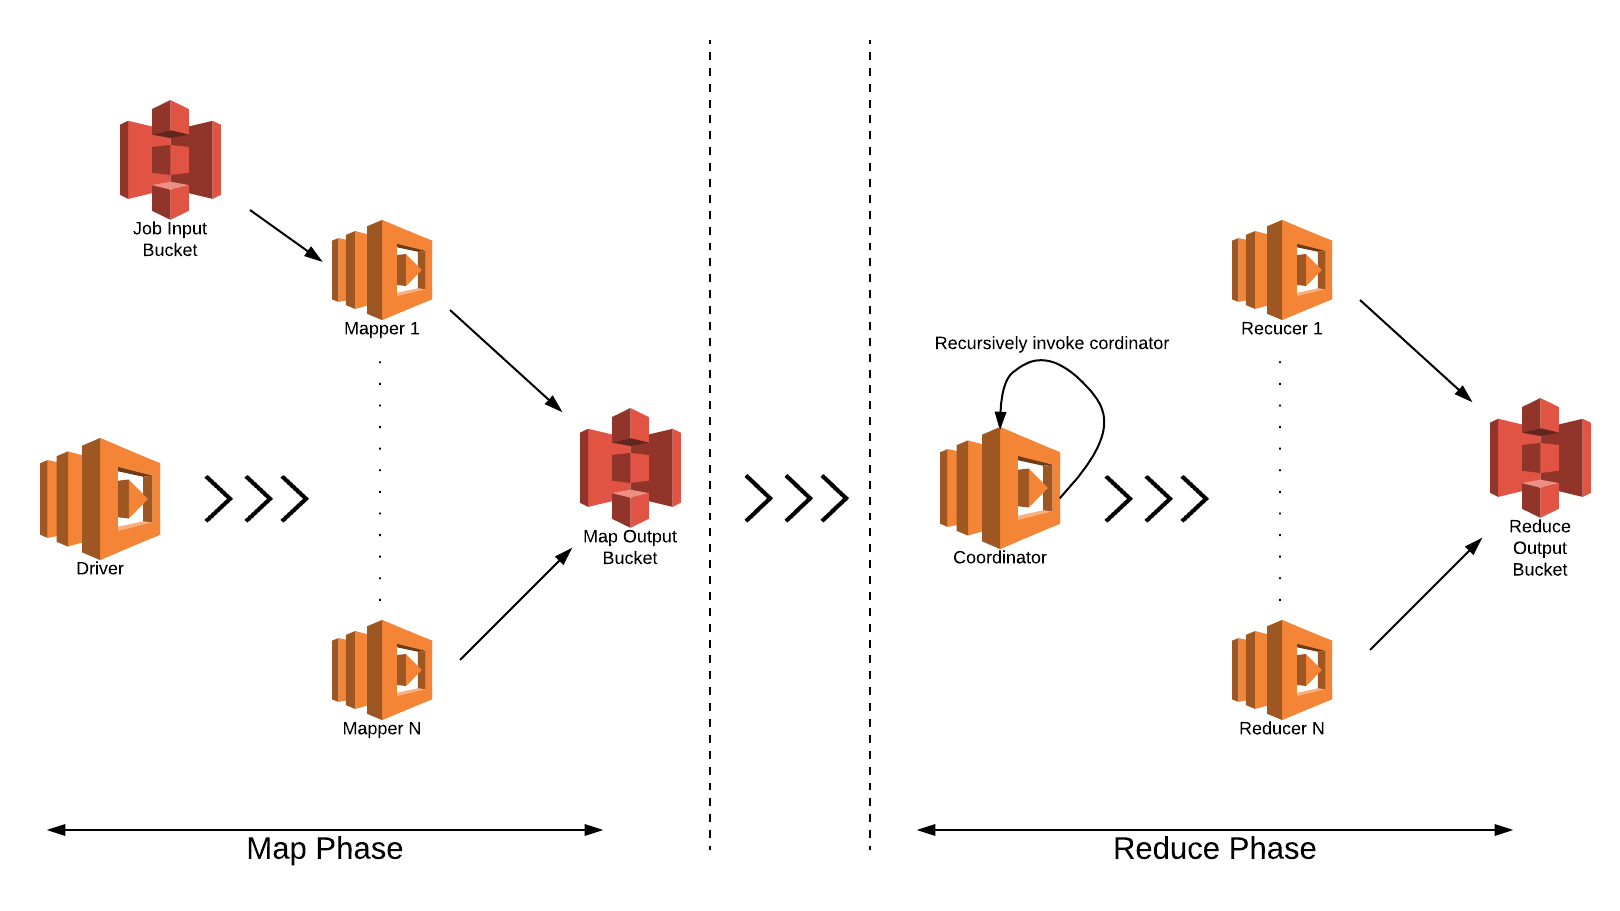 Job Input
Bucket
Mapper 1
Driver
Mapper N
Map Output
Bucket
Map Phase
Recursively invoke cordinator
Coordinator
Recucer 1
Reducer N
Reduce
Output
Bucket
Reduce Phase